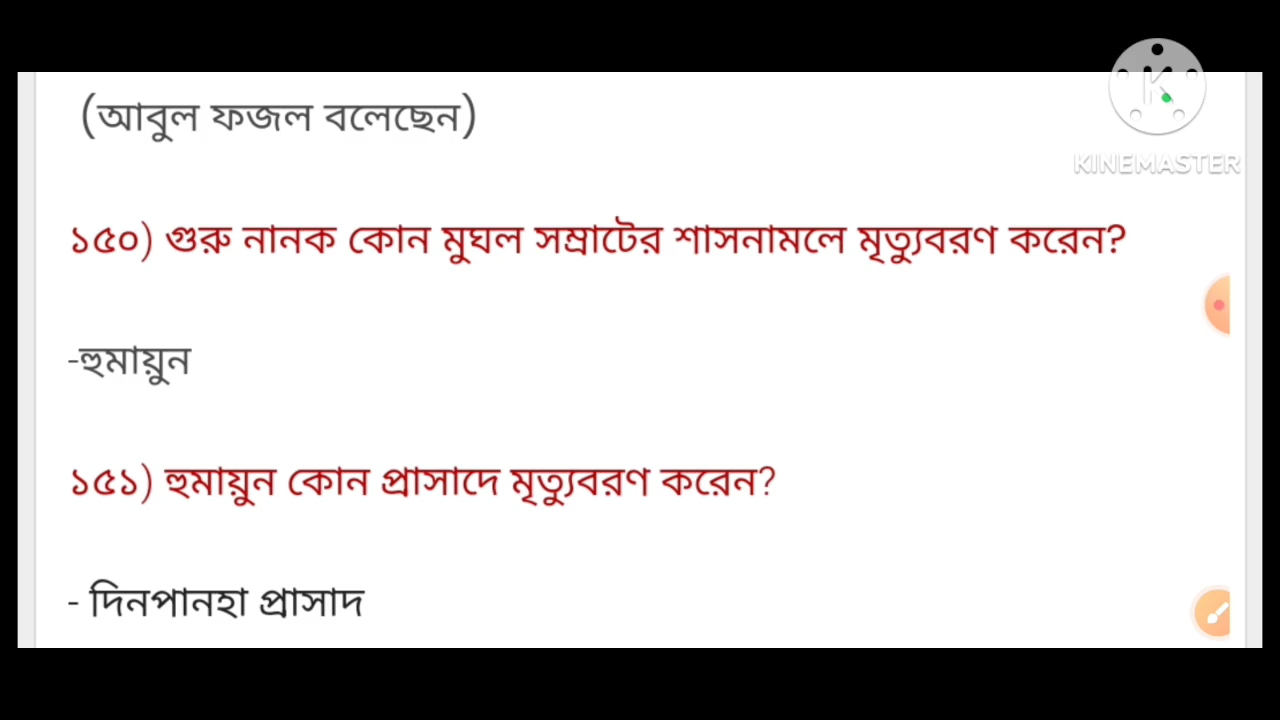 (আবুল ফজল বলেছেন)
KINEMASTER
১৫০) গুরু নানক কোন মুঘল সম্রাটের শাসনামলে মৃত্যুবরণ করেন?
-হুমায়ুন
১৫১) হুমায়ুন কোন প্রাসাদে মৃত্যুবরণ করেন?
- দিনপানহা প্রাসাদ